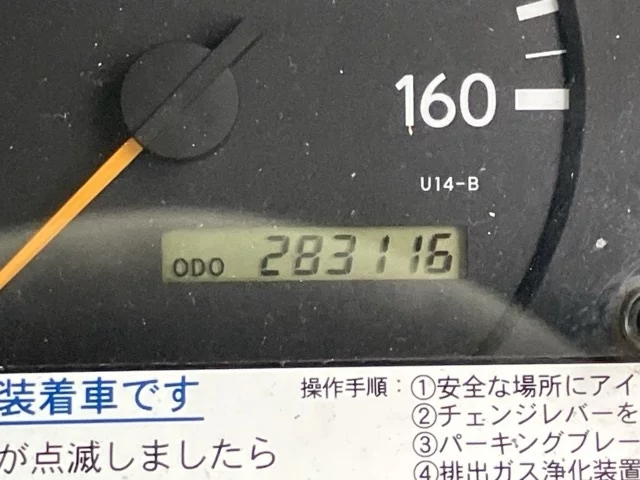 160
U14-B
ODO 283116
装着車です
が点滅しましたら
操作手順：①安全な場所にアイ
②チェンジレバーを
③パーキングブレー
④排出ガス浄化装置